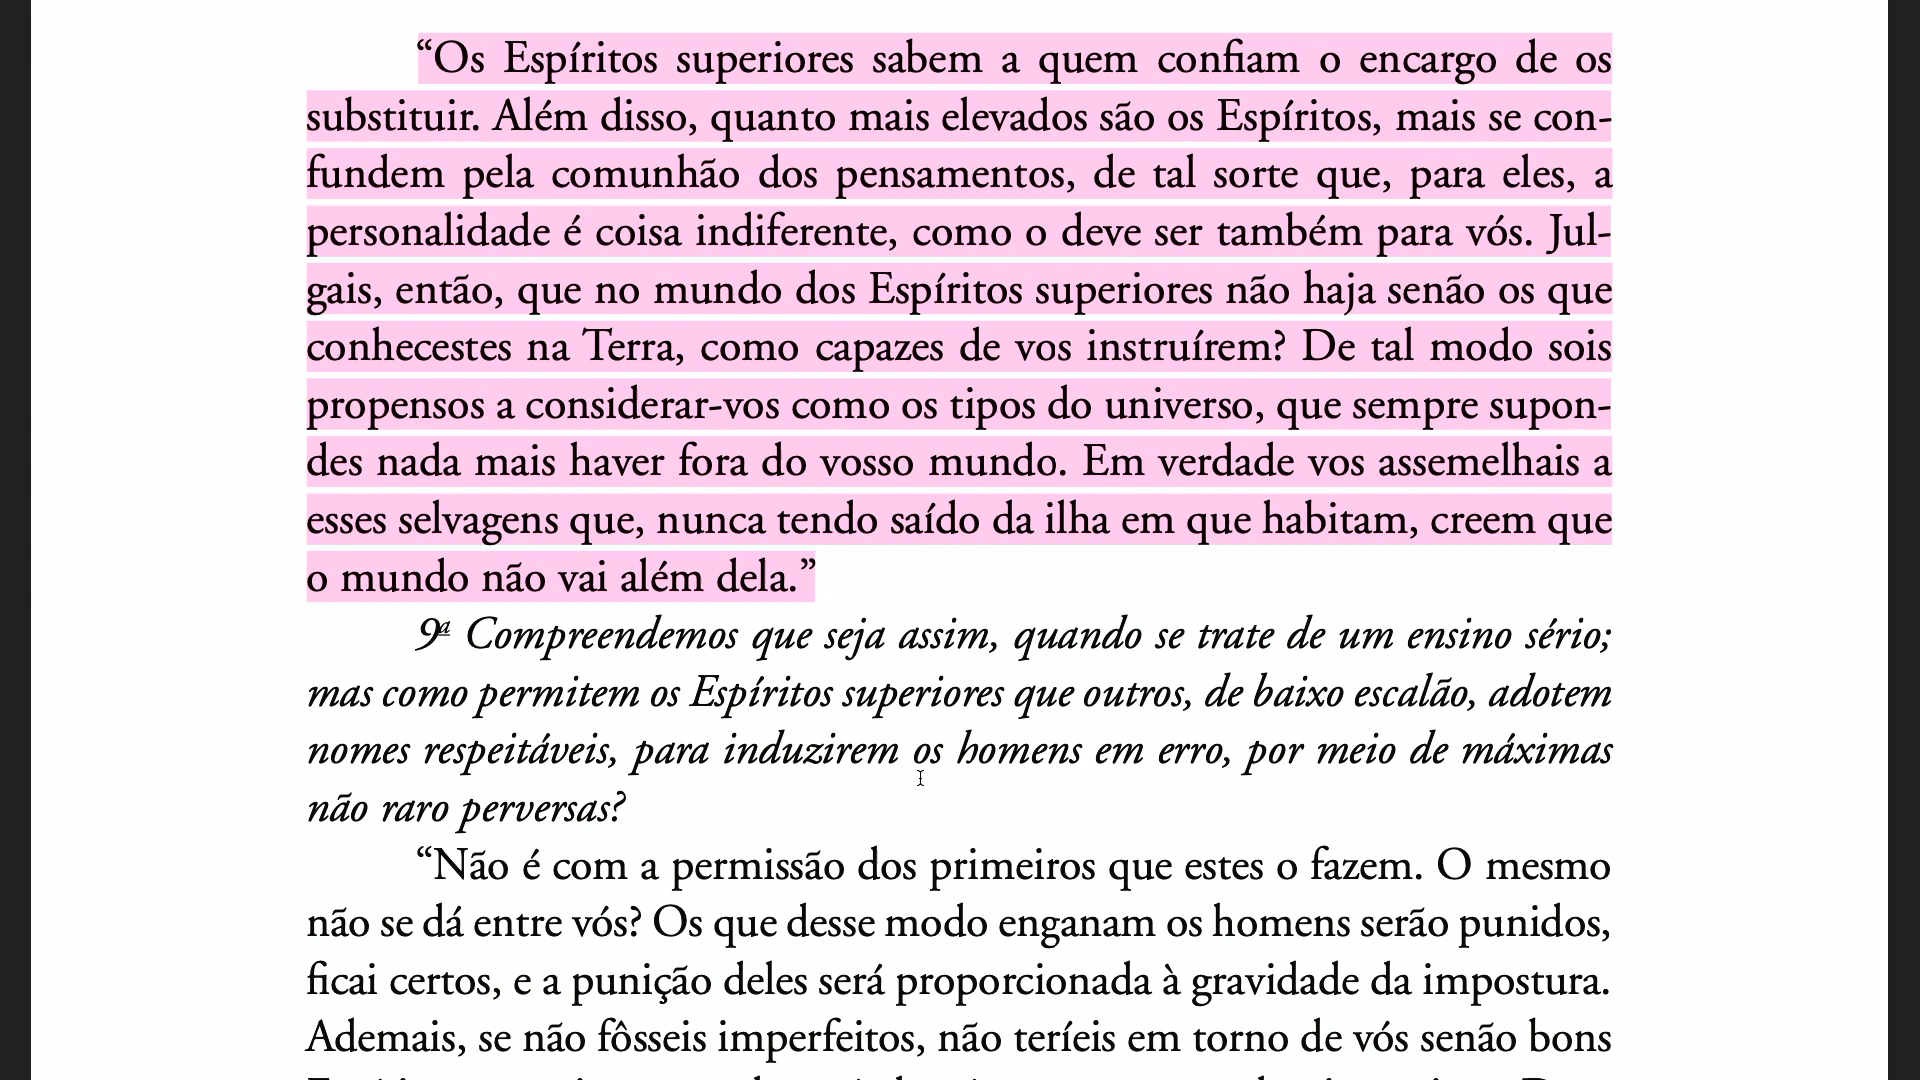 “Os Espíritos superiores sabem a quem confiam o encargo de os
substituir. Além disso, quanto mais elevados são os Espíritos, mais se con-
fundem pela comunhão dos pensamentos, de tal sorte que, para eles, a
personalidade é coisa indiferente, como o deve ser também para vós. Jul-
gais, então, que no mundo dos Espíritos superiores não haja senão os que
conhecestes na Terra, como capazes de vos instruírem? De tal modo sois
propensos a considerar-vos como os tipos do universo, que sempre supon-
des nada mais haver fora do vosso mundo. Em verdade vos assemelhais a
esses selvagens que, nunca tendo saído da ilha em que habitam, creem que
o mundo não vai além dela.”
9ª Compreendemos que seja assim, quando se trate de um ensino sério;
mas como permitem os Espíritos superiores que outros, de baixo escalão, adotem
nomes respeitáveis, para induzirem os homens em erro, por meio de máximas
não raro perversas?
“Não é com a permissão dos primeiros que estes o fazem. O mesmo
não se dá entre vós? Os que desse modo enganam os homens serão punidos,
ficai certos, e a punição deles será proporcionada à gravidade da impostura.
Ademais, se não fôsseis imperfeitos, não teríeis em torno de vós senão bons